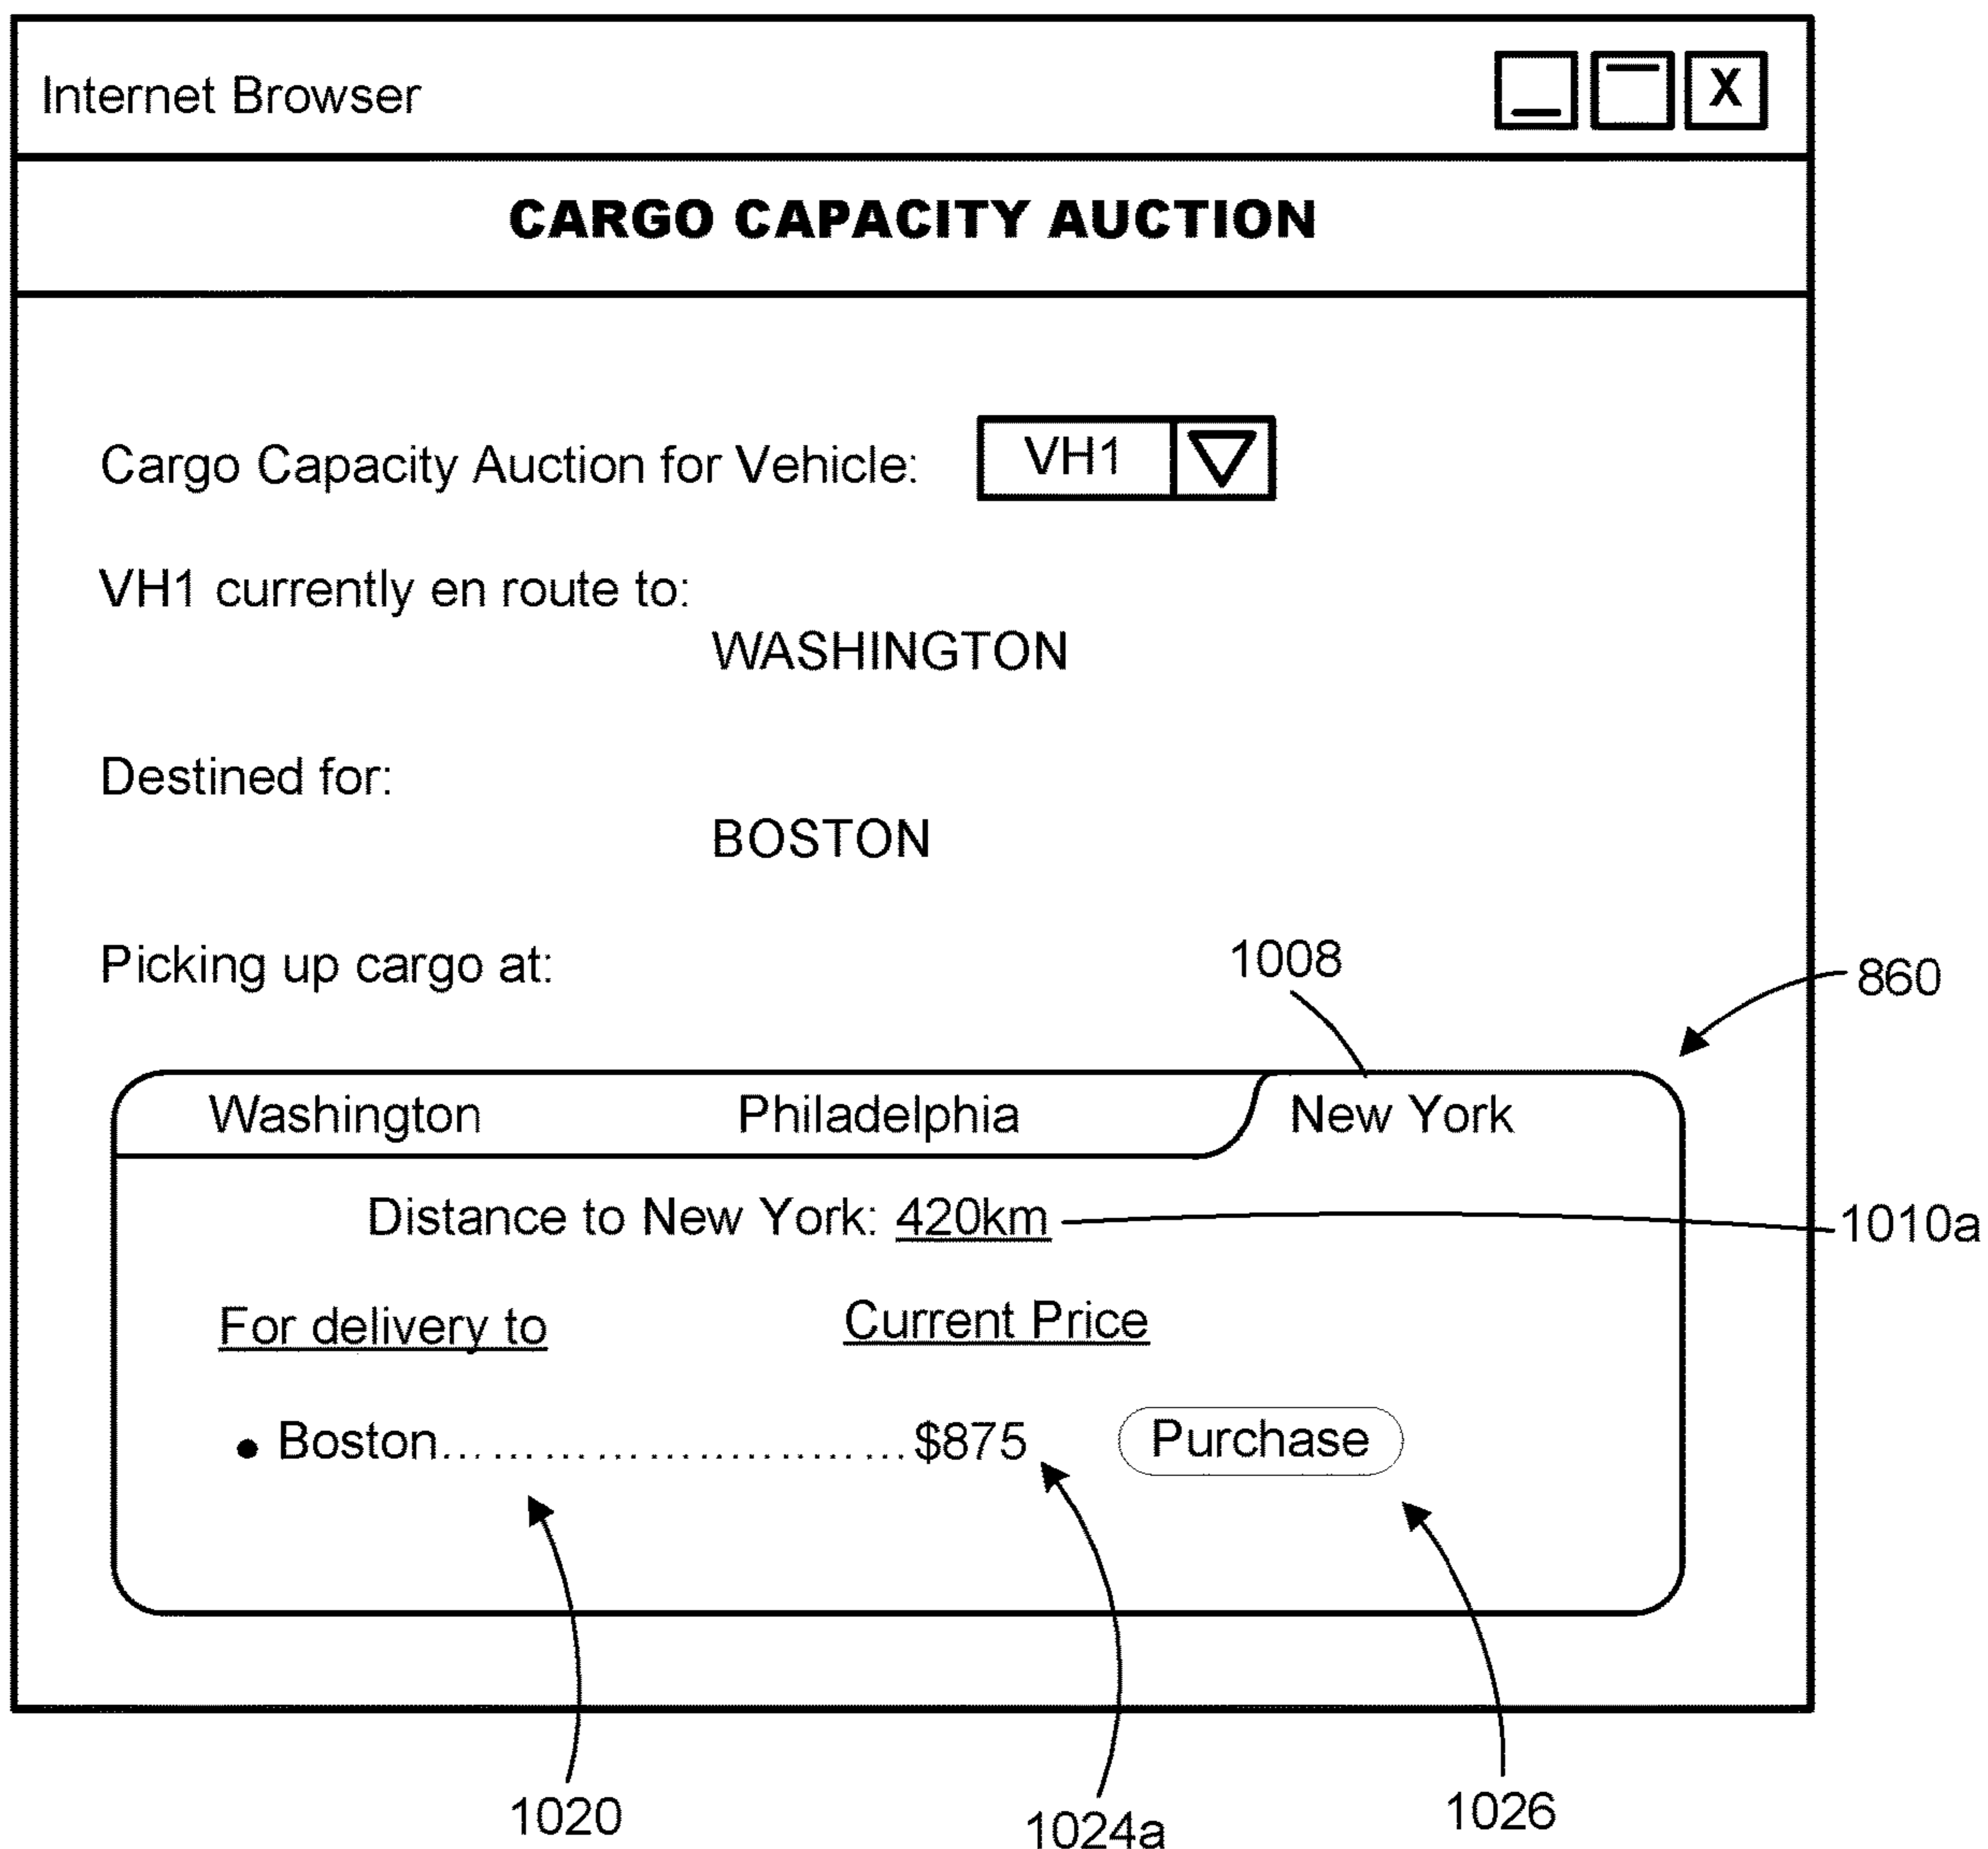 Internet Browser
X
CARGO CAPACITY AUCTION
Cargo Capacity Auction for Vehicle: VH1
VH1 currently en route to:
WASHINGTON
Destined for:
BOSTON
Picking up cargo at:
1008
860
Washington Philadelphia New York
Distance to New York: 420km
1010a
For delivery to Current Price
• Boston........................... $875 Purchase
1020 1024a 1026